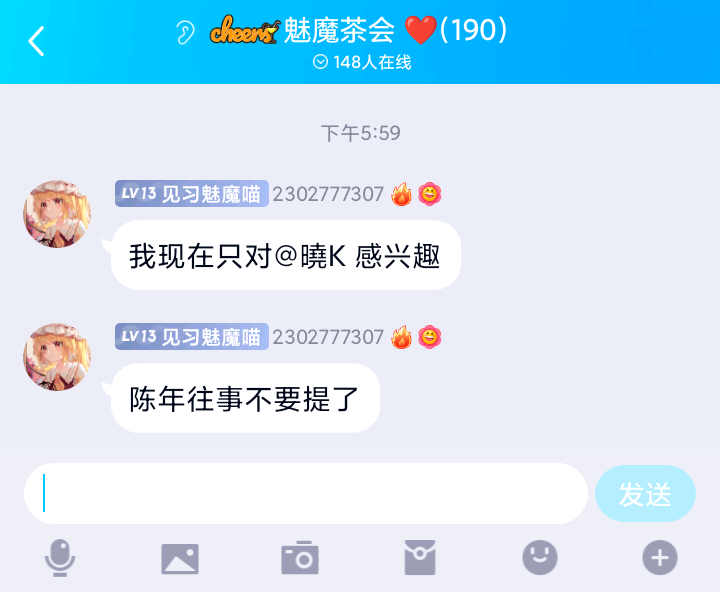 cheers 魅魔茶会 ❤️(190)
148人在线
下午5:59
LV13 见习魅魔喵 2302777307
我现在只对@曉K 感兴趣
LV13 见习魅魔喵 2302777307
陈年往事不要提了
发送